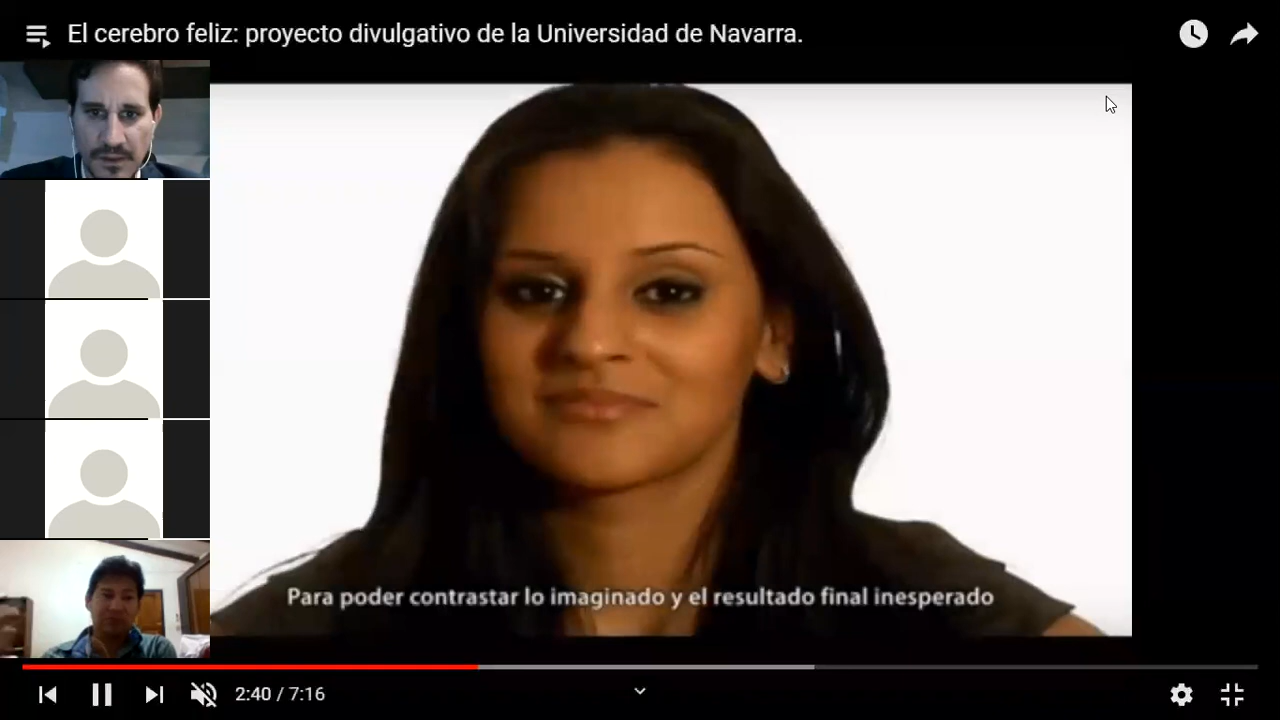 El cerebro feliz: proyecto divulgativo de la Universidad de Navarra.
Para poder contrastar lo imaginado y el resultado final inesperado
2:40 / 7:16